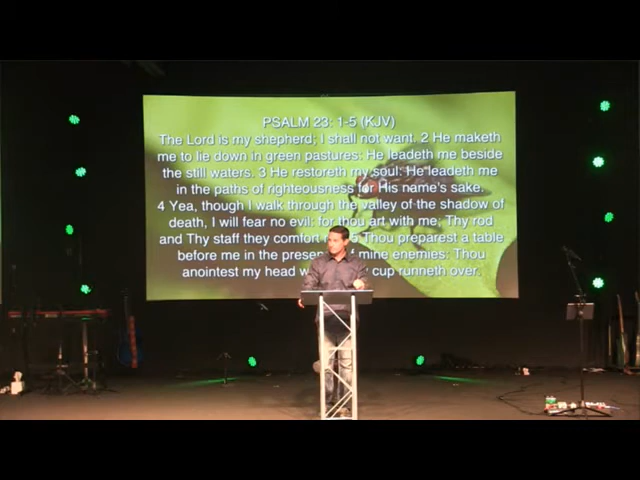 PSALM 23: 1-5 (KJV)
The Lord is my shepherd; I shall not want. 2 He maketh
me to lie down in green pastures: He leadeth me beside
the still waters. 3 He restoreth my soul: He leadeth me
in the paths of righteousness for His name's sake.
4 Yea, though I walk through the valley of the shadow of
death, I will fear no evil: for thou art with me; Thy rod
and Thy staff they comfort 5 Thou preparest a table
before me in the mine enemies: Thou
anointest my head cup runneth over.